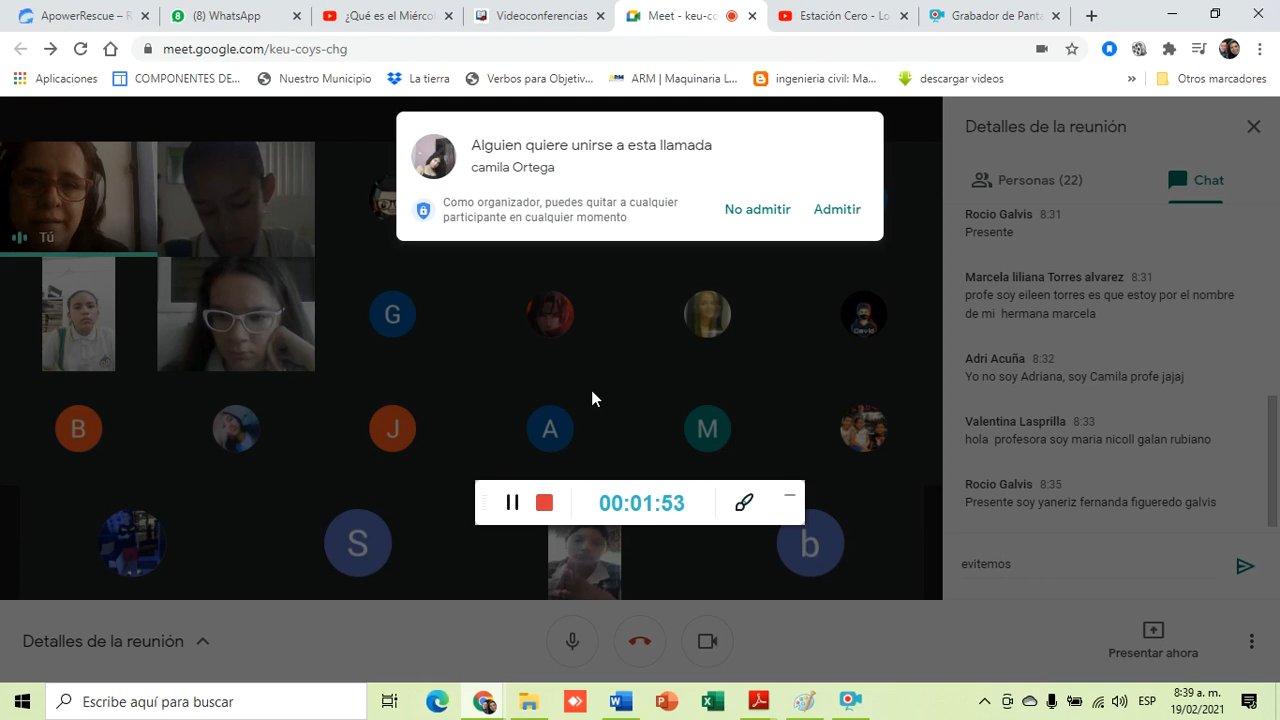 ApowerRescue - R
(8) WhatsApp
¿Qué es el Miérco
Videoconferencias
Meet - keu-co
Estación Cero - Lo
Grabador de Panta
meet.google.com/keu-coys-chg
Aplicaciones
COMPONENTES DE...
Nuestro Municipio
La tierra
Verbos para Objetiv...
ARM | Maquinaria L...
ingenieria civil: Ma...
descargar videos
»
Otros marcadores
Alguien quiere unirse a esta llamada
camila Ortega
Como organizador, puedes quitar a cualquier
participante en cualquier momento
No admitir
Admitir
Tú
G
David
B
J
A
M
S
b
00:01:53
Detalles de la reunión
Personas (22)
Chat
Rocio Galvis 8:31
Presente
Marcela liliana Torres alvarez 8:31
profe soy eileen torres es que estoy por el nombre
de mi hermana marcela
Adri Acuña 8:32
Yo no soy Adriana, soy Camila profe jajaj
Valentina Lasprilla 8:33
hola profesora soy maria nicoll galan rubiano
Rocio Galvis 8:35
Presente soy yaneriz fernanda figueredo galvis
evitemos
Detalles de la reunión
Presentar ahora
Escribe aquí para buscar
ESP
8:39 a. m.
19/02/2021